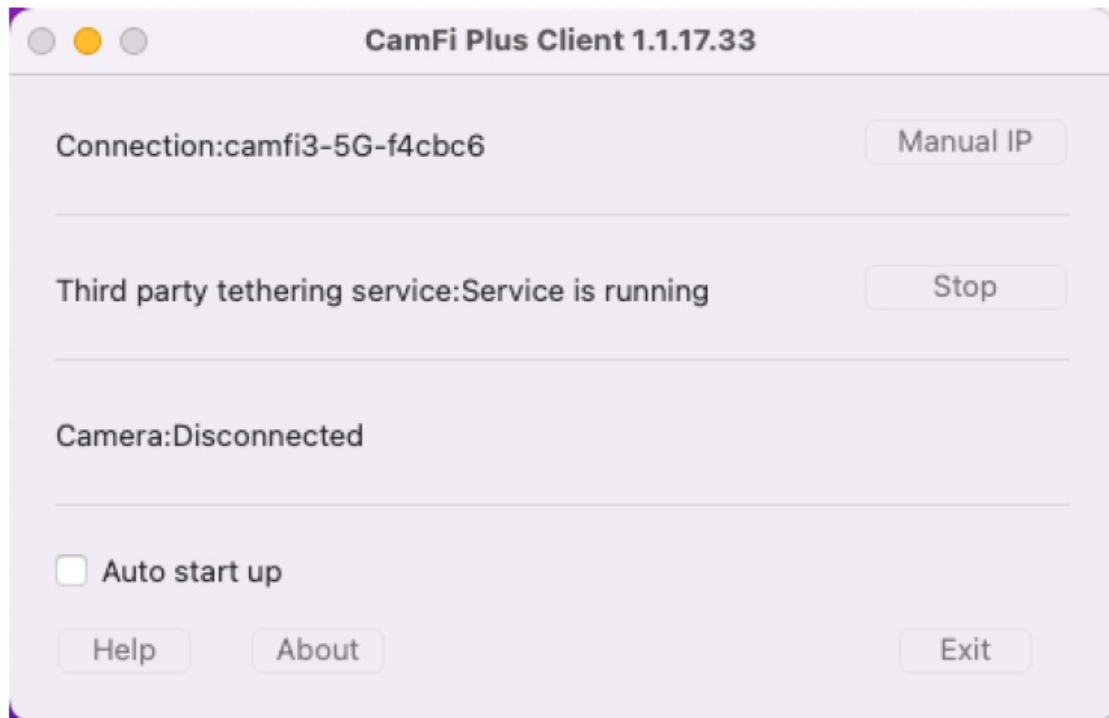 CamFi Plus Client 1.1.17.33
Connection:camfi3-5G-f4cbc6
Manual IP
Third party tethering service:Service is running
Stop
Camera:Disconnected
Auto start up
Help
About
Exit